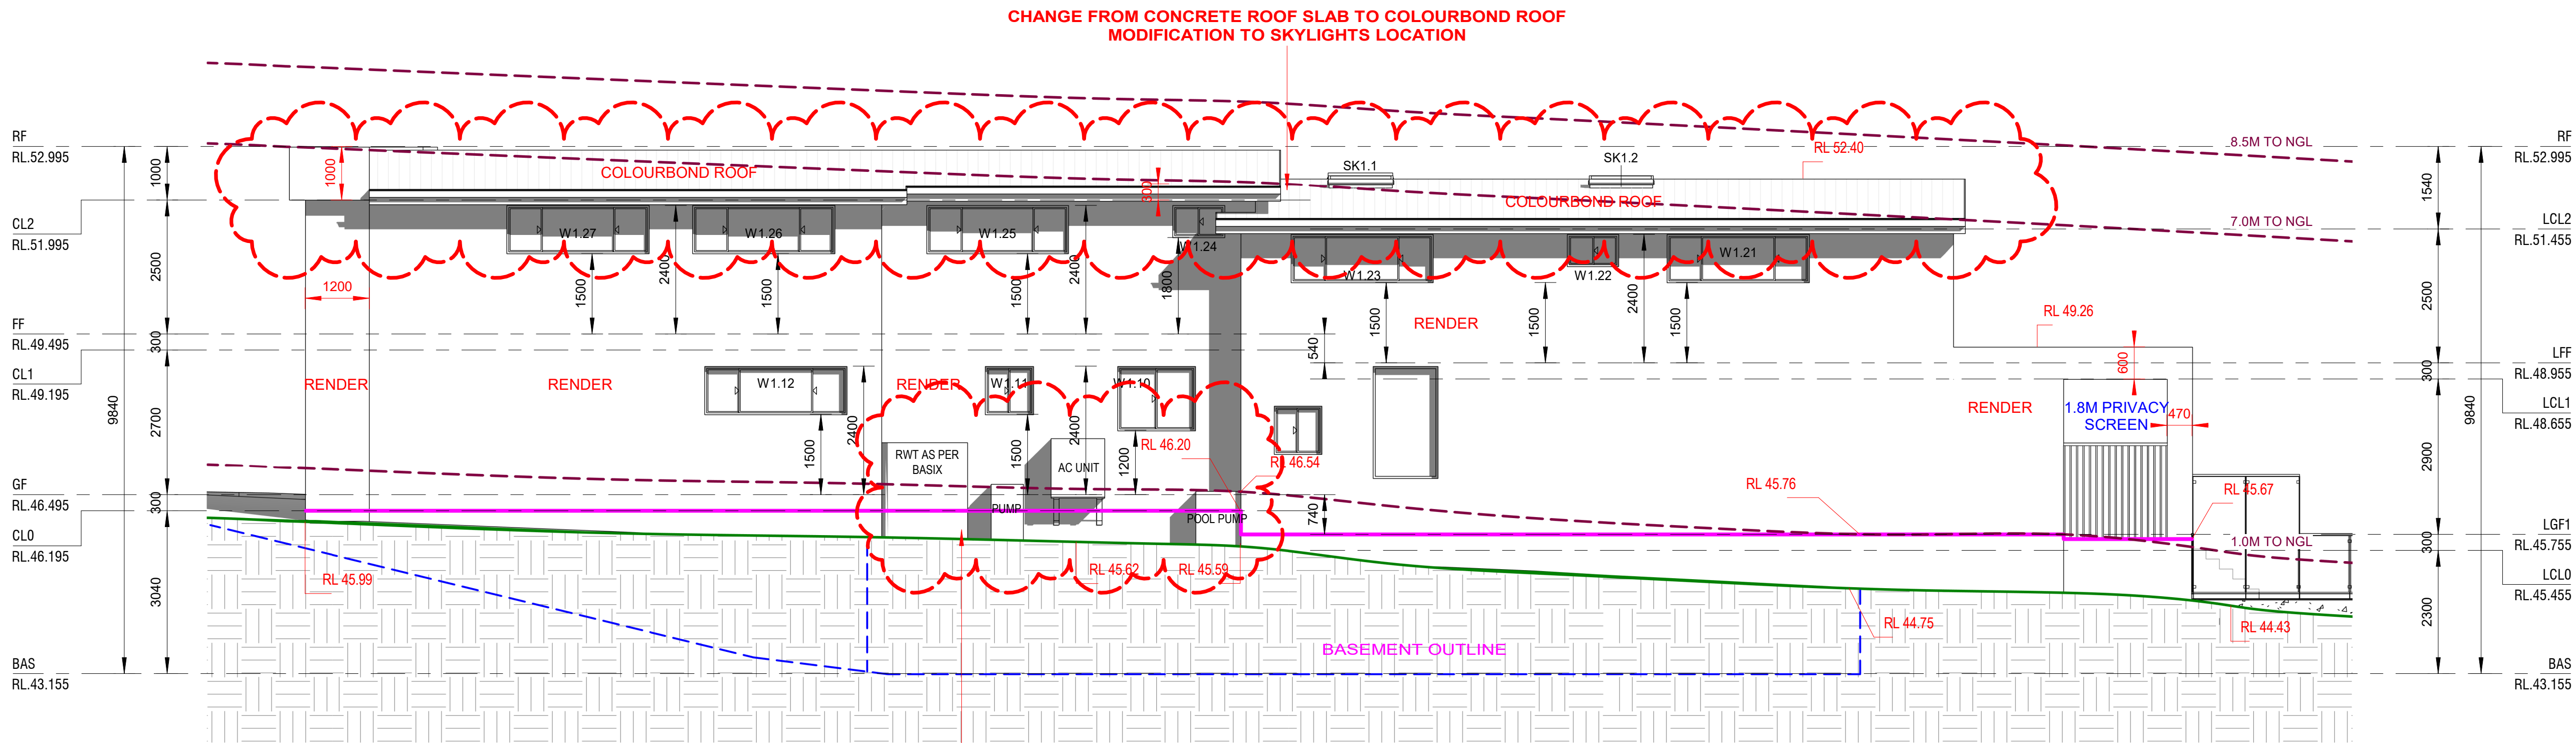 CHANGE FROM CONCRETE ROOF SLAB TO COLOURBOND ROOF
MODIFICATION TO SKYLIGHTS LOCATION
RF
RL.52.995
CL2
RL.51.995
FF
RL.49.495
CL1
RL.49.195
GF
RL.46.495
CL0
RL.46.195
BAS
RL.43.155
9840
1000
2500
300
2700
300
3040
1000
1200
COLOURBOND ROOF
300
SK1.1
SK1.2
RL 52.40
COLOURBOND ROOF
8.5M TO NGL
7.0M TO NGL
W1.27
W1.26
W1.25
W1.24
W1.23
W1.22
W1.21
1500
2400
1500
1500
2400
1800
1500
1500
2400
1500
540
RENDER
RL 49.26
600
RENDER
RENDER
RENDER
W1.12
W1.11
W1.10
1500
2400
1500
2400
1200
RWT AS PER
BASIX
AC UNIT
PUMP
POOL PUMP
RL 46.20
RL 46.54
740
RL 45.76
RENDER
1.8M PRIVACY
SCREEN
470
RL 45.67
1.0M TO NGL
RL 45.99
RL 45.62
RL 45.59
RL 44.75
RL 44.43
BASEMENT OUTLINE
1540
2500
300
2900
300
2300
9840
RF
RL.52.995
LCL2
RL.51.455
LFF
RL.48.955
LCL1
RL.48.655
LGF1
RL.45.755
LCL0
RL.45.455
BAS
RL.43.155